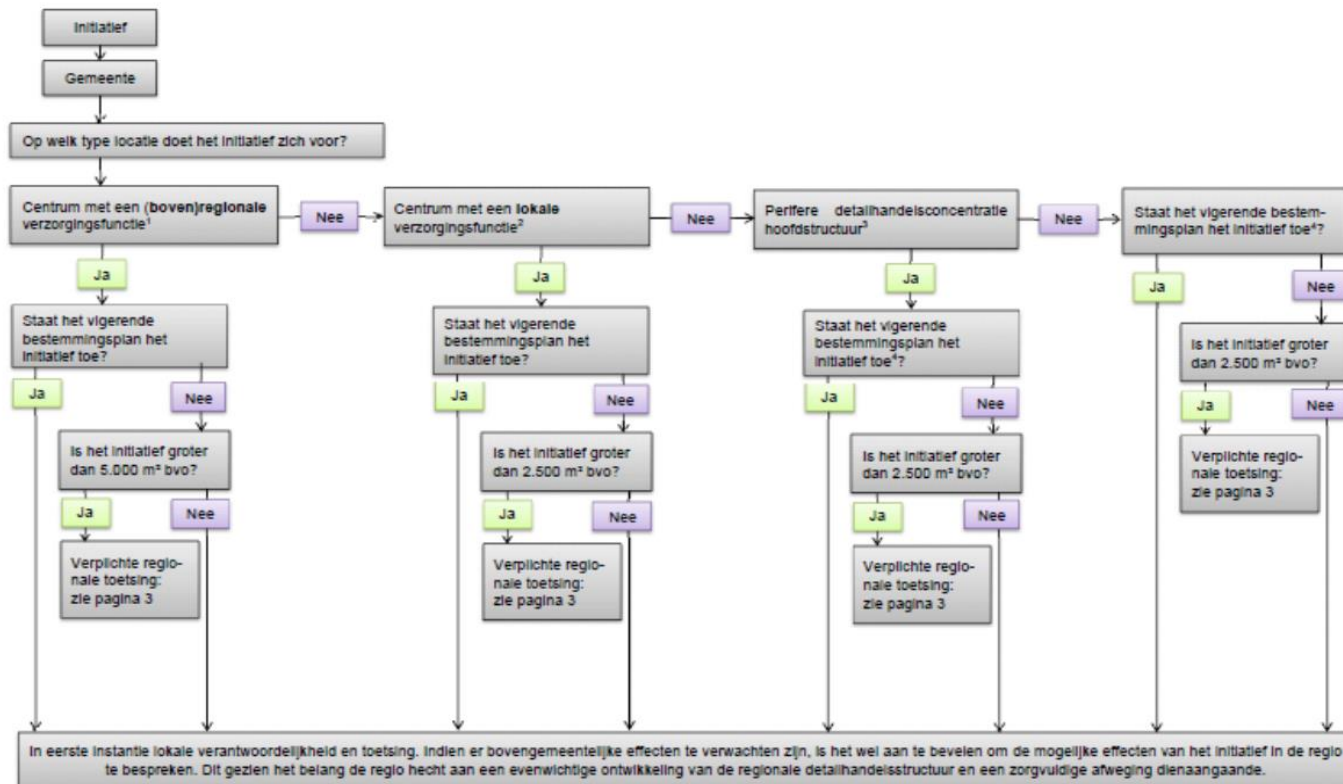 Initiatief
Gemeente
Op welk type locatie doet het initiatief zich voor?
Centrum met een (boven)regionale
verzorgingsfunctie¹
Nee
Centrum met een lokale
verzorgingsfunctie²
Nee
Perifere detailhandelsconcentratie
hoofdstructuur³
Nee
Staat het vigerende bestem-
mingsplan het initiatief toe⁴?
Ja
Staat het vigerende
bestemmingsplan het
initiatief toe?
Ja
Nee
Is het initiatief groter
dan 5.000 m² bvo?
Ja
Nee
Verplichte regio-
nale toetsing:
zie pagina 3
Ja
Staat het vigerende
bestemmingsplan het
initiatief toe?
Ja
Nee
Is het initiatief groter
dan 2.500 m² bvo?
Ja
Nee
Verplichte regio-
nale toetsing:
zie pagina 3
Ja
Staat het vigerende
bestemmingsplan het
initiatief toe⁴?
Ja
Nee
Is het initiatief groter
dan 2.500 m² bvo?
Ja
Nee
Verplichte regio-
nale toetsing:
zie pagina 3
Ja
Nee
Is het initiatief groter
dan 2.500 m² bvo?
Ja
Nee
Verplichte regio-
nale toetsing:
zie pagina 3
In eerste instantie lokale verantwoordelijkheid en toetsing. Indien er bovengemeentelijke effecten te verwachten zijn, is het wel aan te bevelen om de mogelijke effecten van het initiatief in de regio
te bespreken. Dit gezien het belang de regio hecht aan een evenwichtige ontwikkeling van de regionale detailhandelsstructuur en een zorgvuldige afweging dienaangaande.